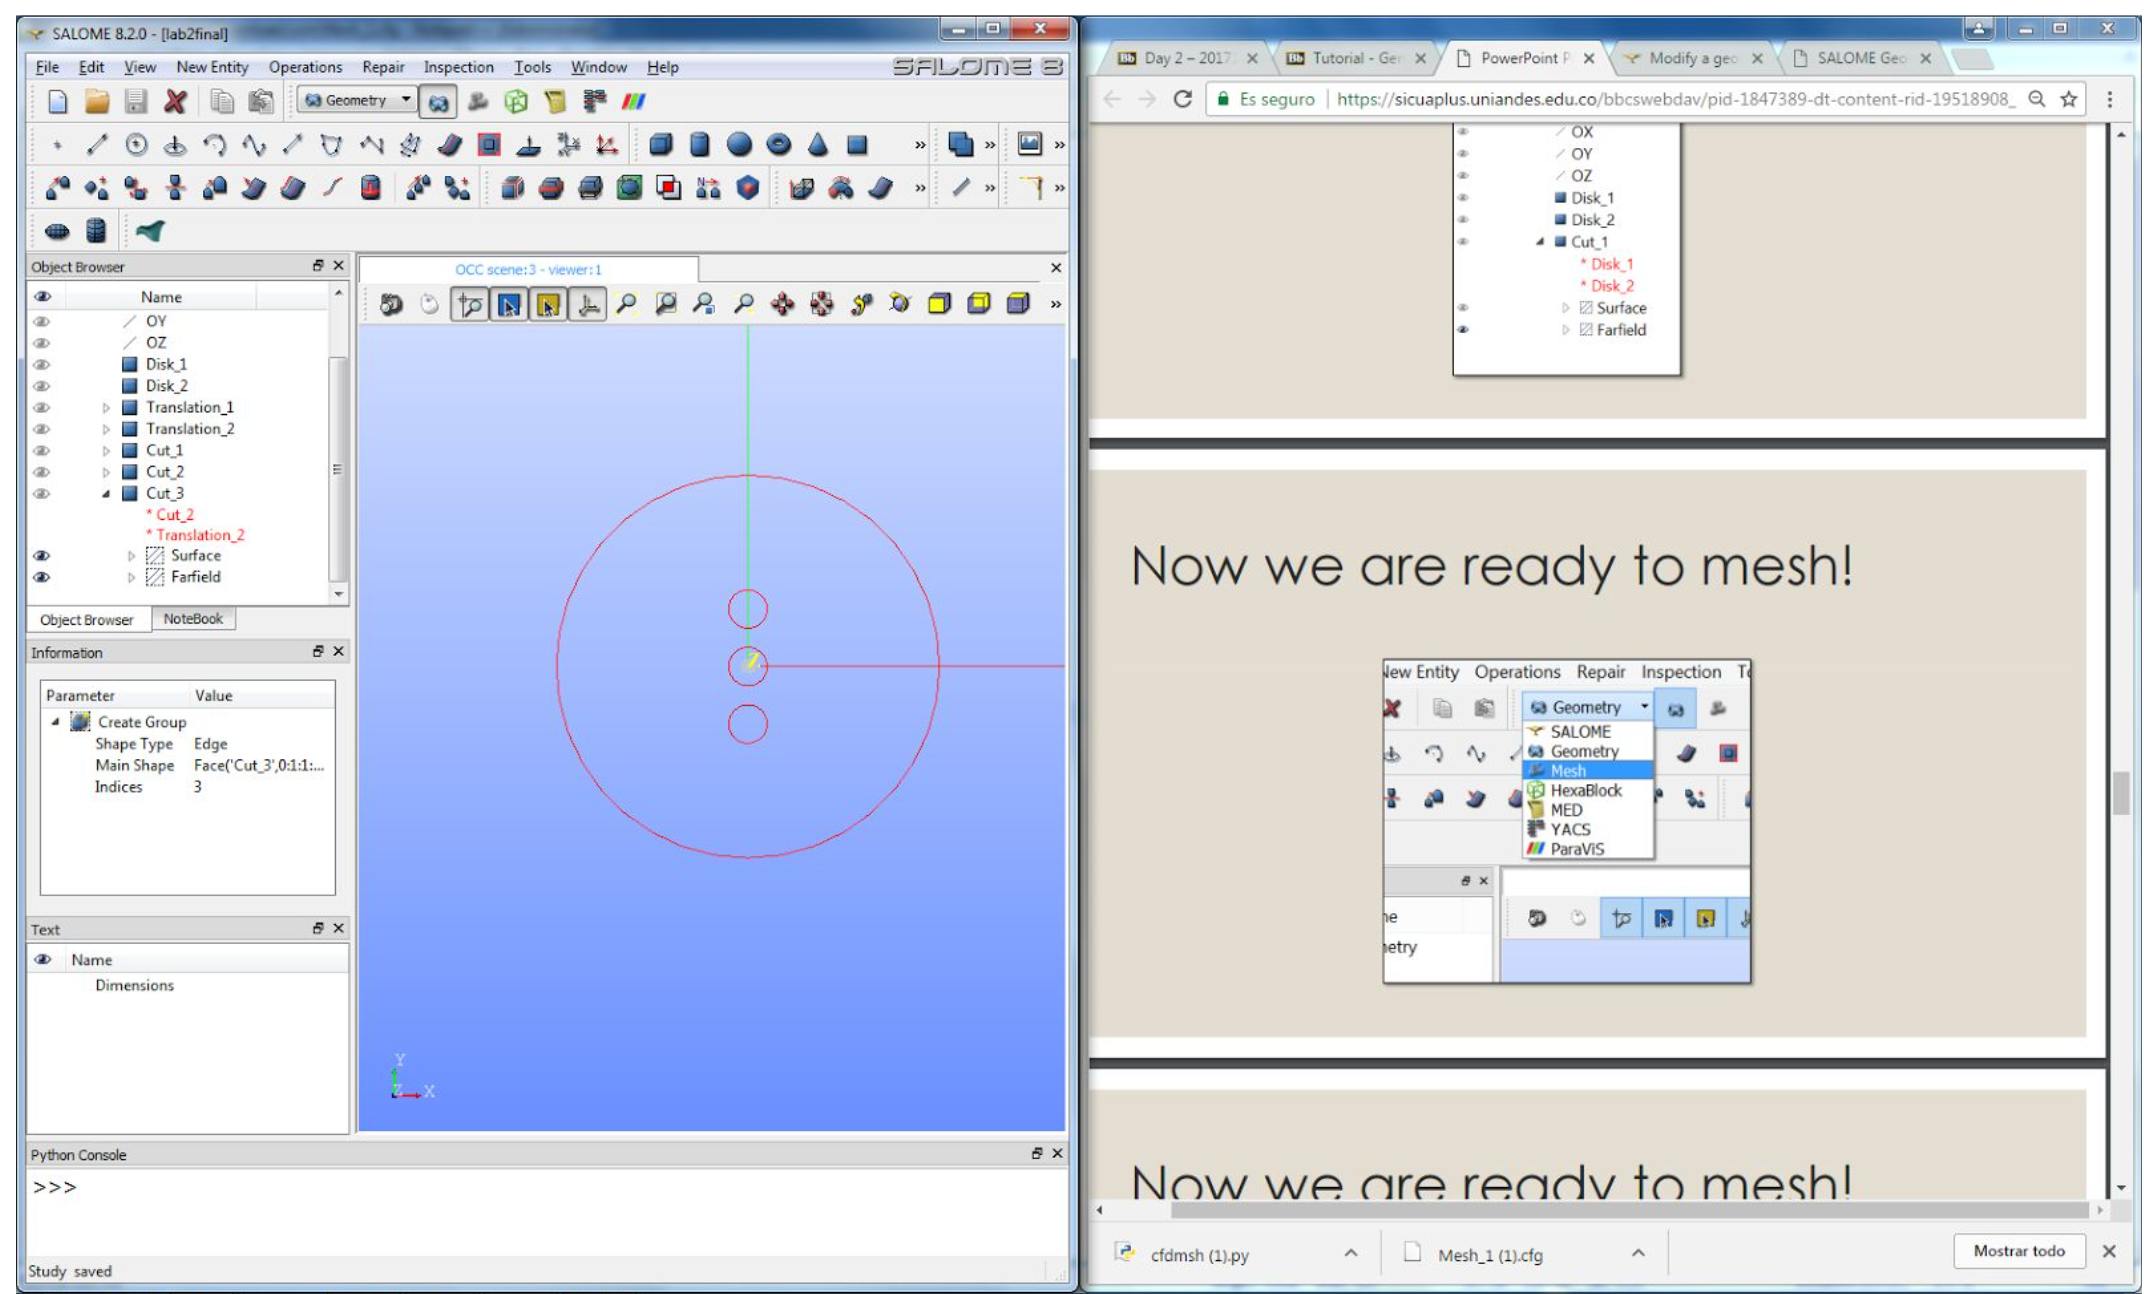 SALOME 8.2.0 - [lab2final]
File Edit View New Entity Operations Repair Inspection Tools Window Help
SALOME 8
Geometry
Object Browser
OCC scene:3 - viewer:1
Name
OY
OZ
Disk_1
Disk_2
Translation_1
Translation_2
Cut_1
Cut_2
Cut_3
* Cut_2
* Translation_2
Surface
Farfield
Object Browser NoteBook
Information
Parameter Value
Create Group
Shape Type Edge
Main Shape Face('Cut_3',0:1:1:...
Indices 3
Text
Name
Dimensions
Z
Y
Z X
Python Console
>>>
Study saved
Day 2 – 2017 Tutorial - Ger PowerPoint P Modify a geo SALOME Geo
Es seguro https://sicuaplus.uniandes.edu.co/bbcswebdav/pid-1847389-dt-content-rid-19518908_
OX
OY
OZ
Disk_1
Disk_2
Cut_1
* Disk_1
* Disk_2
Surface
Farfield
Now we are ready to mesh!
New Entity Operations Repair Inspection To
Geometry
SALOME
Geometry
Mesh
HexaBlock
MED
YACS
ParaViS
ne
netry
Now we are ready to mesh!
cfdmsh (1).py Mesh_1 (1).cfg Mostrar todo